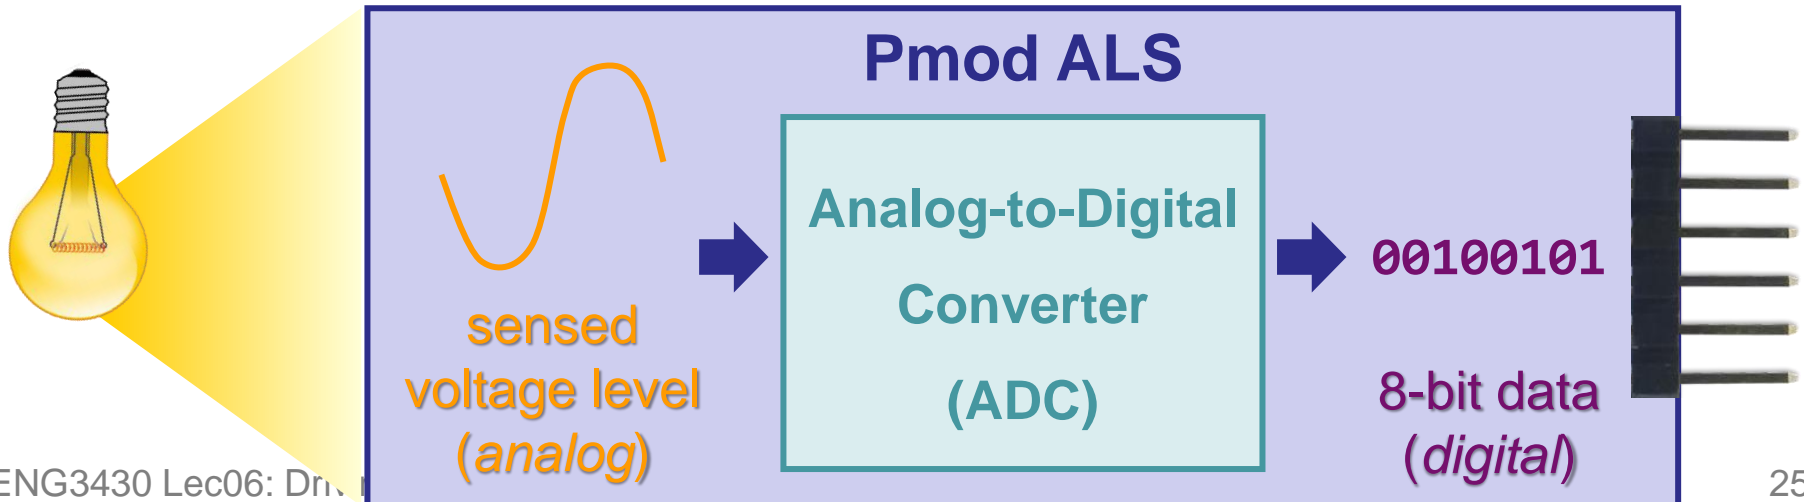 Pmod ALS
sensed
voltage level
(analog)
Analog-to-Digital
Converter
(ADC)
00100101
8-bit data
(digital)
ENG3430 Lec06:
25